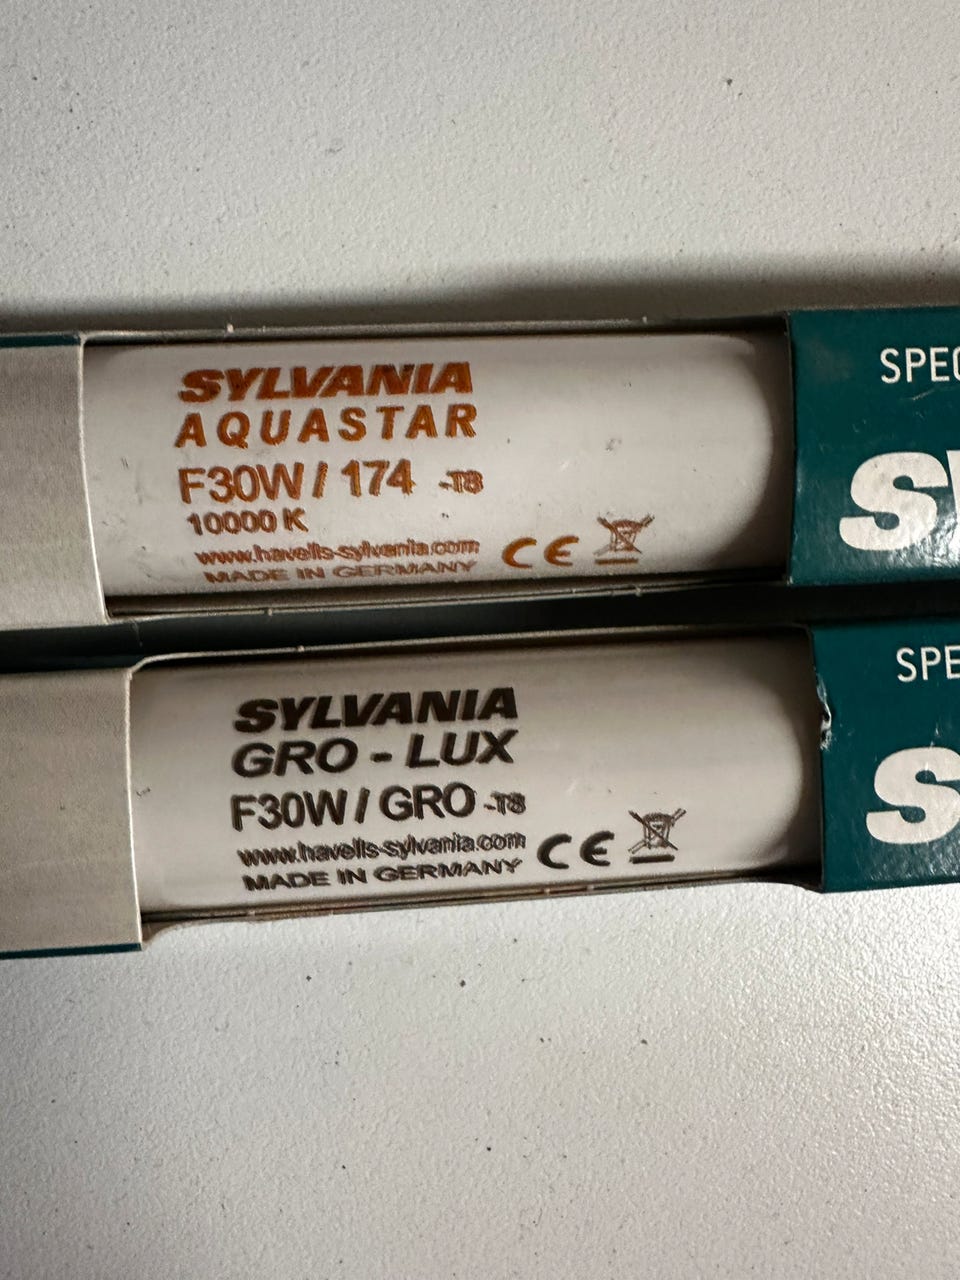 SPEC
SYLVANIA
AQUASTAR
F30W / 174 -T8
10000 K
www.havells-sylvania.com
MADE IN GERMANY
CE
SPE
S
SYLVANIA
GRO - LUX
F30W / GRO -T8
www.havells-sylvania.com
MADE IN GERMANY
CE